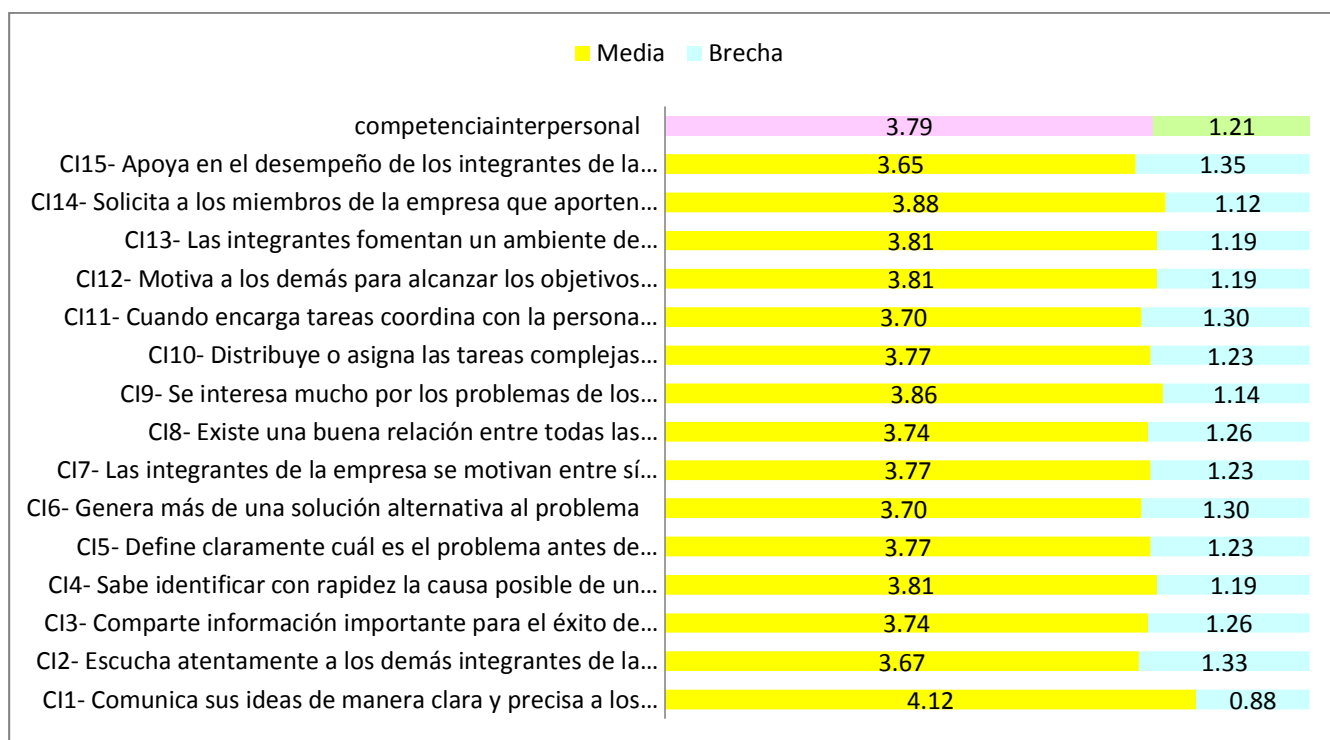 Media Brecha
competenciainterpersonal 3.79 1.21
CI15- Apoya en el desempeño de los integrantes de la… 3.65 1.35
CI14- Solicita a los miembros de la empresa que aporten… 3.88 1.12
CI13- Las integrantes fomentan un ambiente de… 3.81 1.19
CI12- Motiva a los demás para alcanzar los objetivos… 3.81 1.19
CI11- Cuando encarga tareas coordina con la persona… 3.70 1.30
CI10- Distribuye o asigna las tareas complejas… 3.77 1.23
CI9- Se interesa mucho por los problemas de los… 3.86 1.14
CI8- Existe una buena relación entre todas las… 3.74 1.26
CI7- Las integrantes de la empresa se motivan entre sí… 3.77 1.23
CI6- Genera más de una solución alternativa al problema 3.70 1.30
CI5- Define claramente cuál es el problema antes de… 3.77 1.23
CI4- Sabe identificar con rapidez la causa posible de un… 3.81 1.19
CI3- Comparte información importante para el éxito de… 3.74 1.26
CI2- Escucha atentamente a los demás integrantes de la… 3.67 1.33
CI1- Comunica sus ideas de manera clara y precisa a los… 4.12 0.88